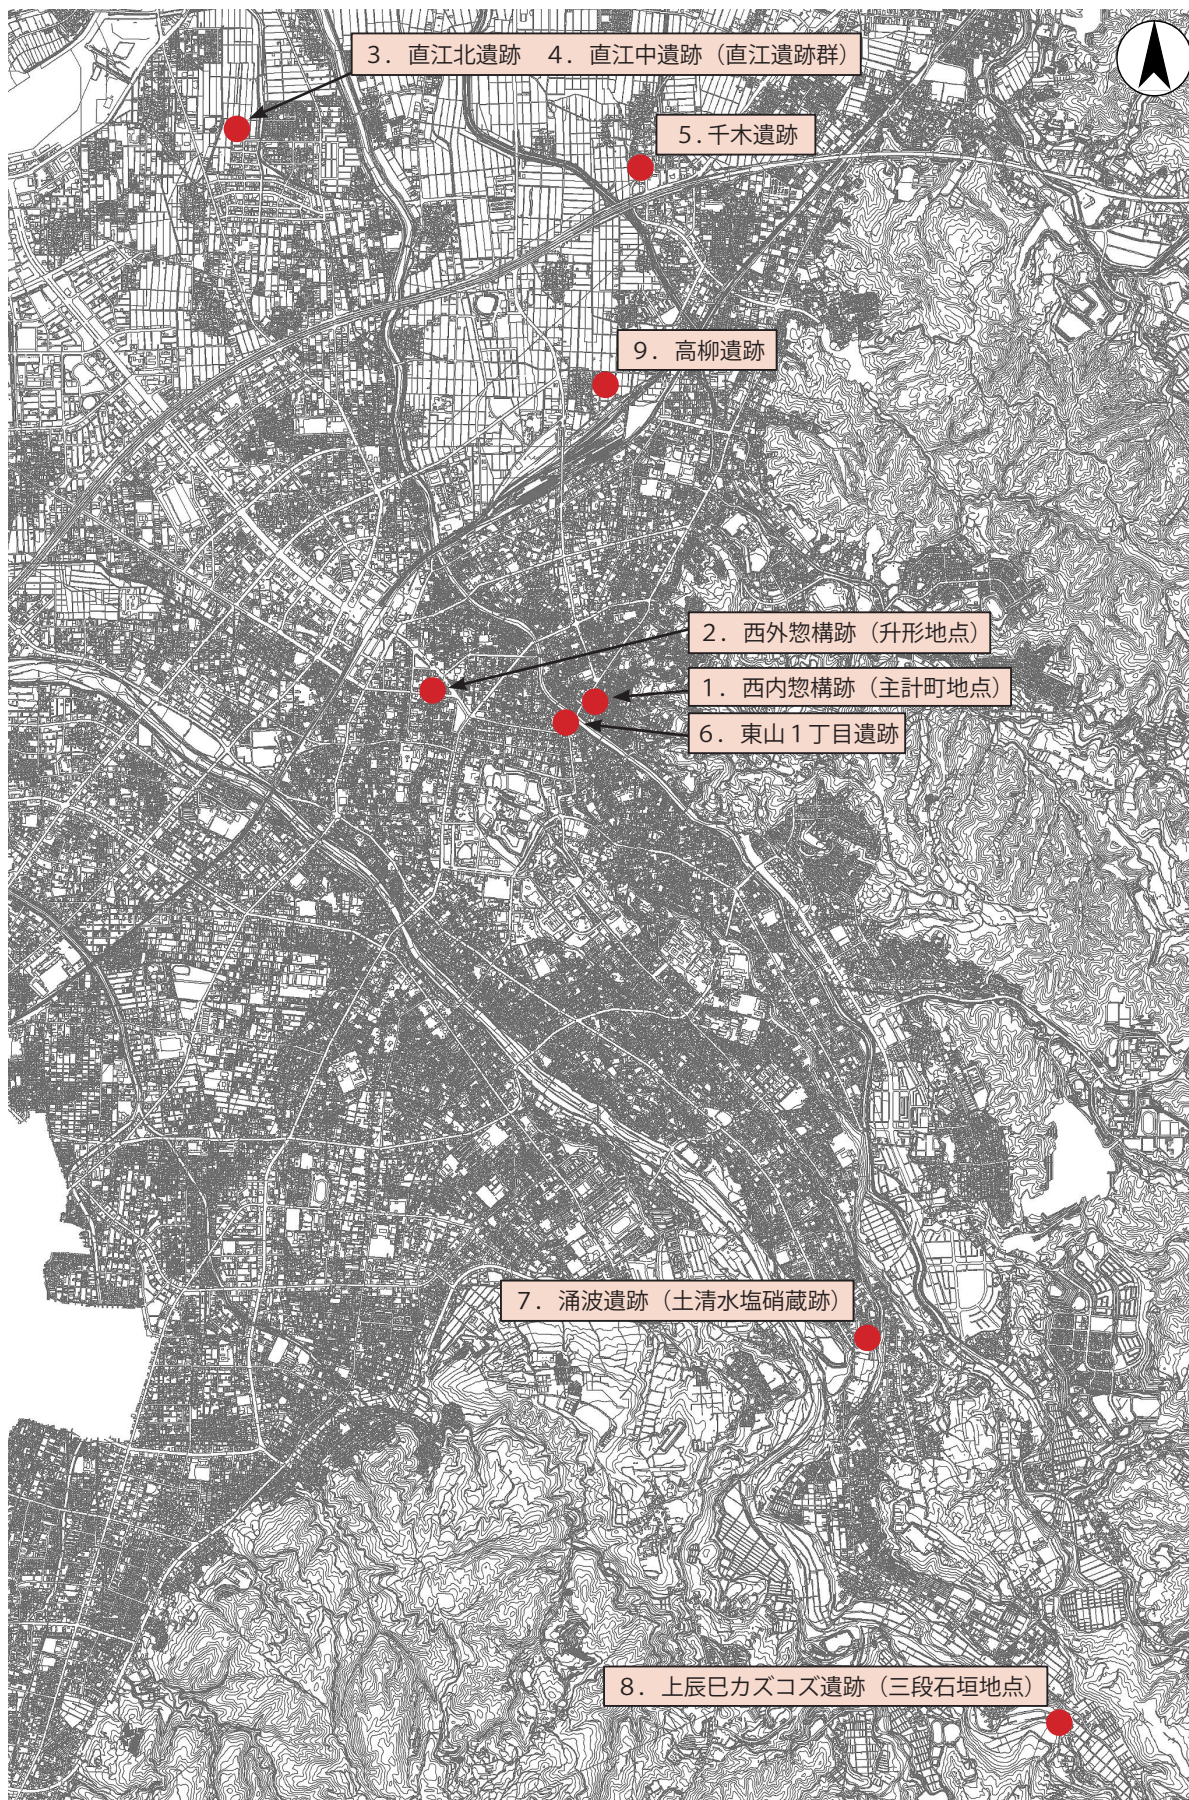 3．直江北遺跡　4．直江中遺跡（直江遺跡群）
5．千木遺跡
9．高柳遺跡
2．西外惣構跡（升形地点）
1．西内惣構跡（主計町地点）
6．東山１丁目遺跡
7．涌波遺跡（土清水塩硝蔵跡）
8．上辰巳カズコズ遺跡（三段石垣地点）